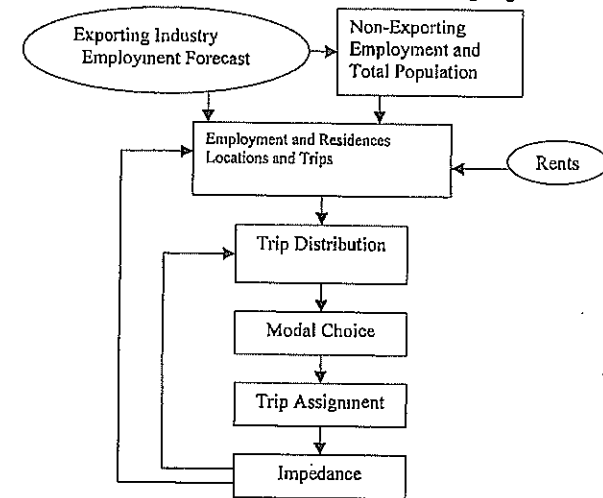 Exporting Industry
Employment Forecast
Non-Exporting
Employment and
Total Population
Employment and Residences
Locations and Trips
Rents
Trip Distribution
Modal Choice
Trip Assignment
Impedance